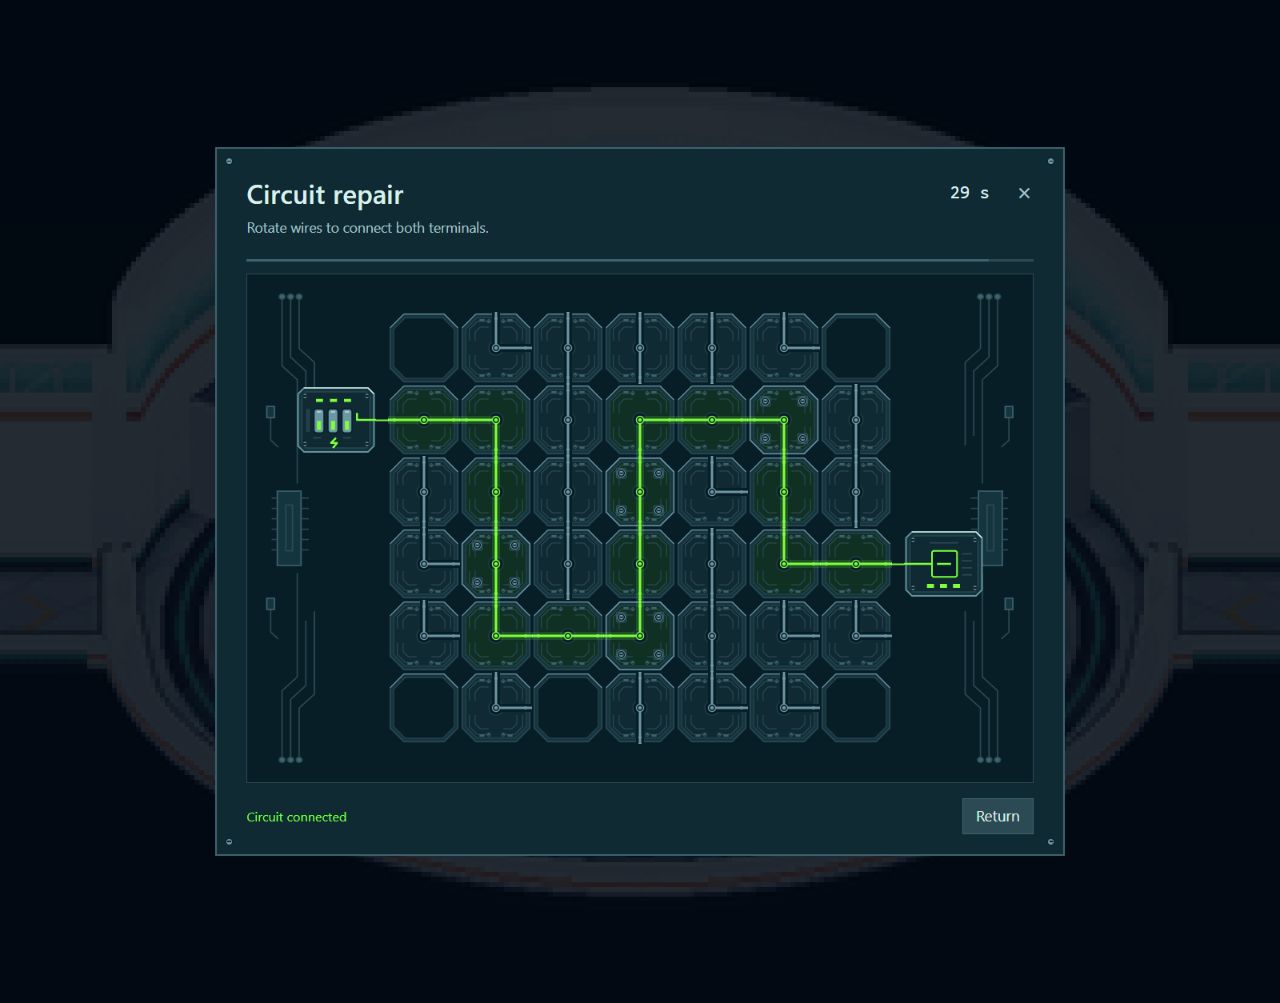 Circuit repair
29 s
Rotate wires to connect both terminals.
Circuit connected
Return